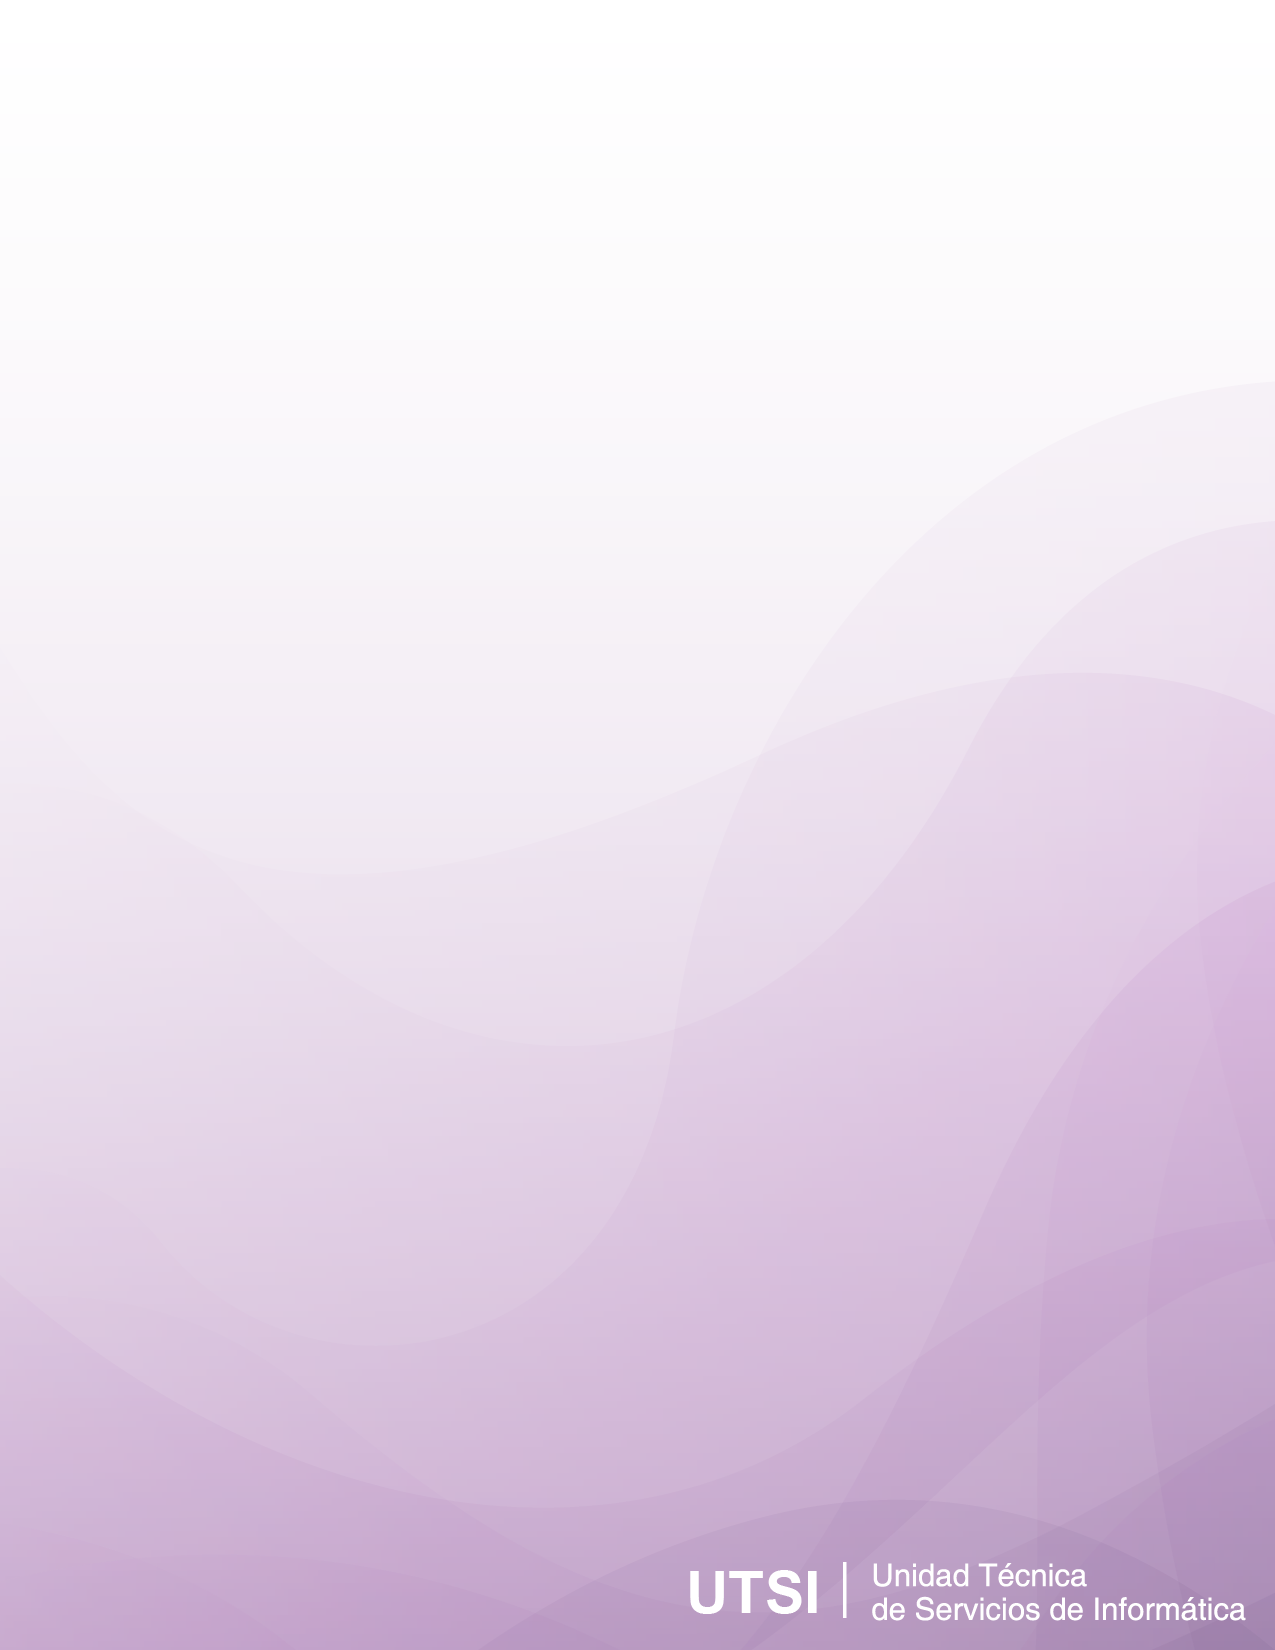 UTSI
Unidad Técnica
de Servicios de Informática